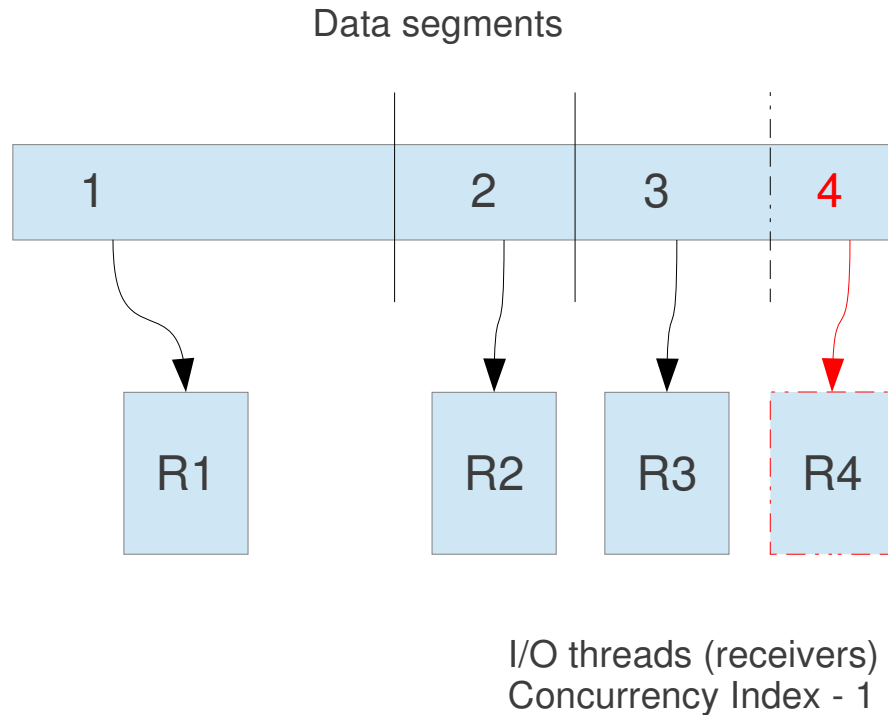 Data segments
1 2 3 4
R1 R2 R3 R4
I/O threads (receivers)
Concurrency Index - 1